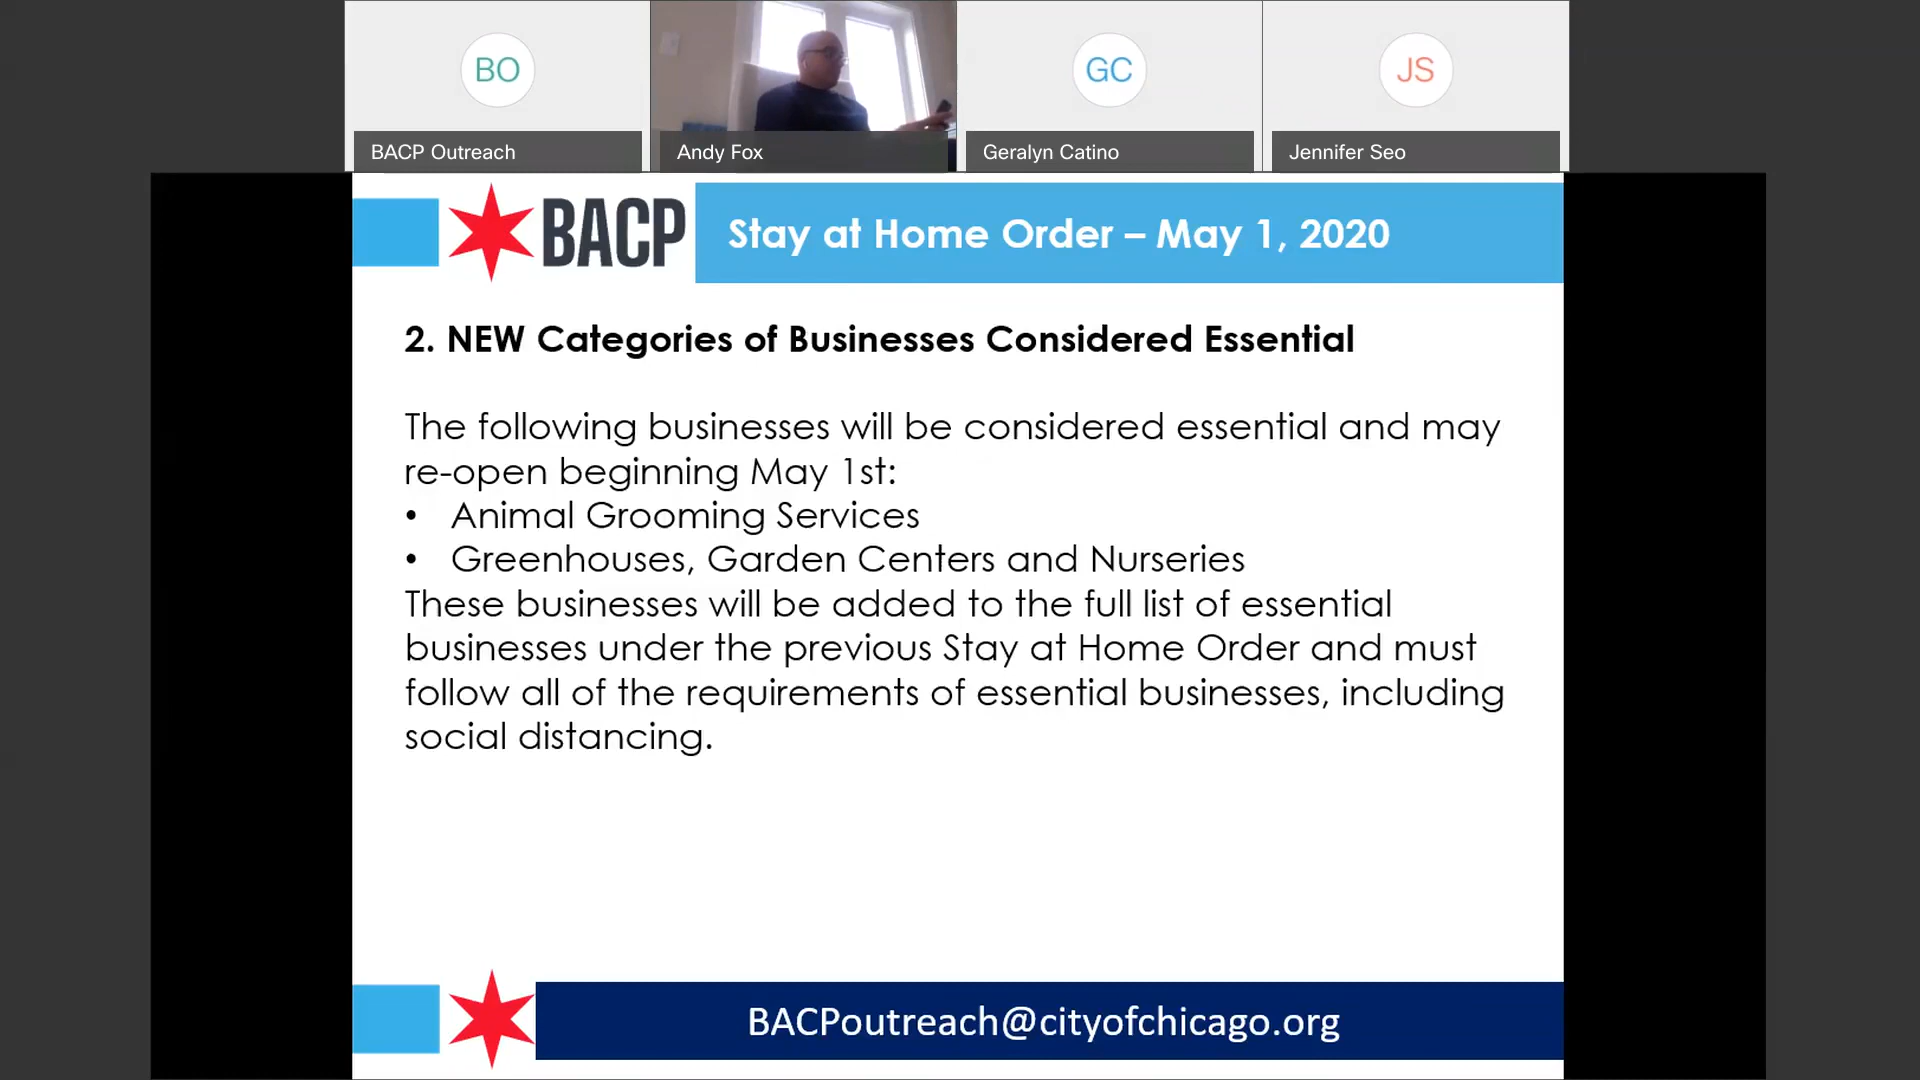 BO
GC
JS
BACP Outreach
Andy Fox
Geralyn Catino
Jennifer Seo
BACP
Stay at Home Order – May 1, 2020
2. NEW Categories of Businesses Considered Essential
The following businesses will be considered essential and may
re-open beginning May 1st:
• Animal Grooming Services
• Greenhouses, Garden Centers and Nurseries
These businesses will be added to the full list of essential
businesses under the previous Stay at Home Order and must
follow all of the requirements of essential businesses, including
social distancing.
BACPoutreach@cityofchicago.org